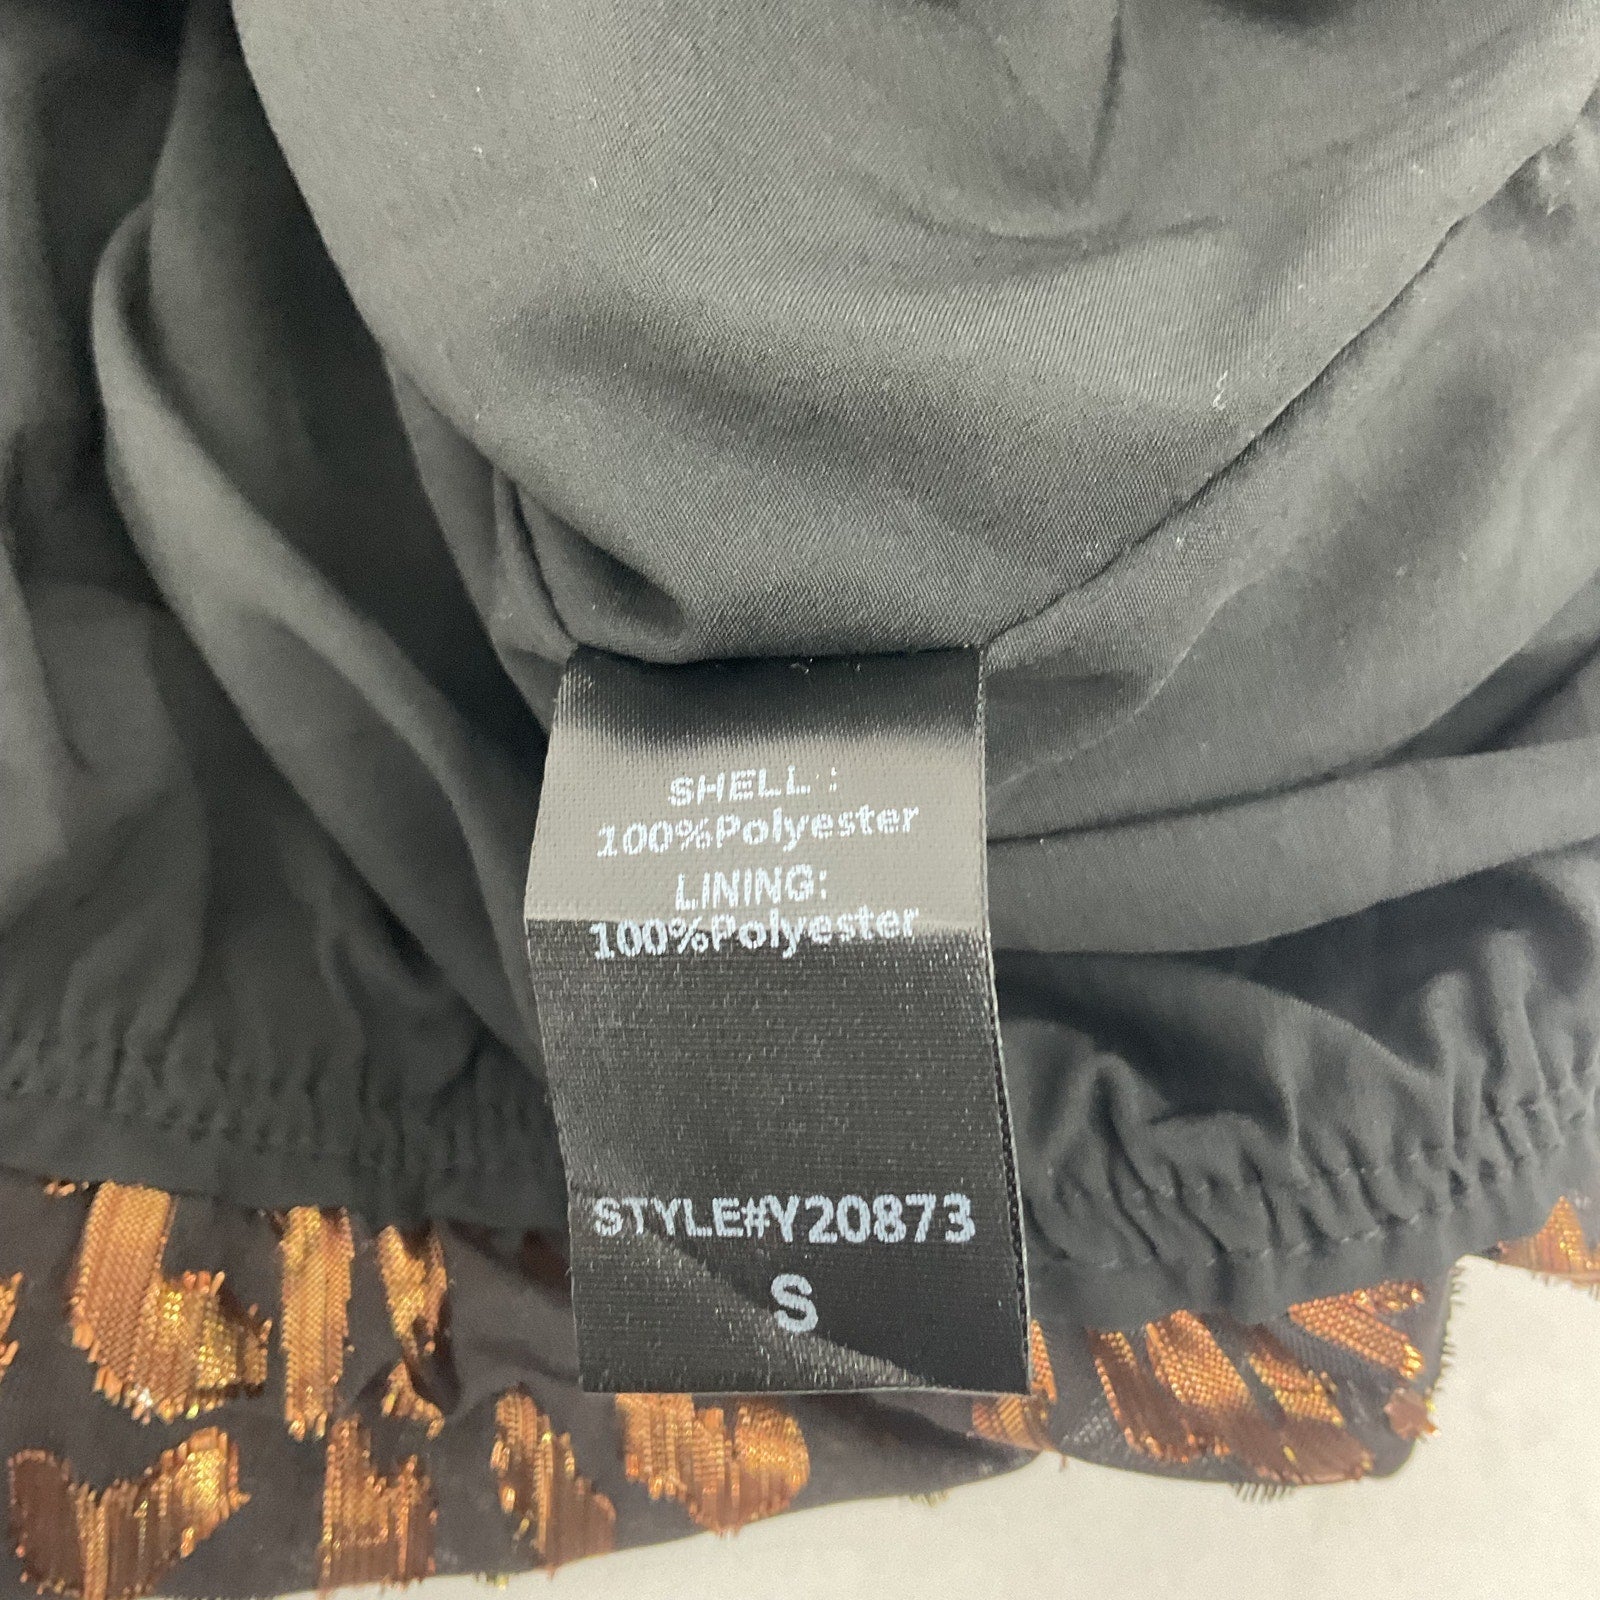 SHELL :
100%Polyester
LINING:
100%Polyester
STYLE#Y20873
S